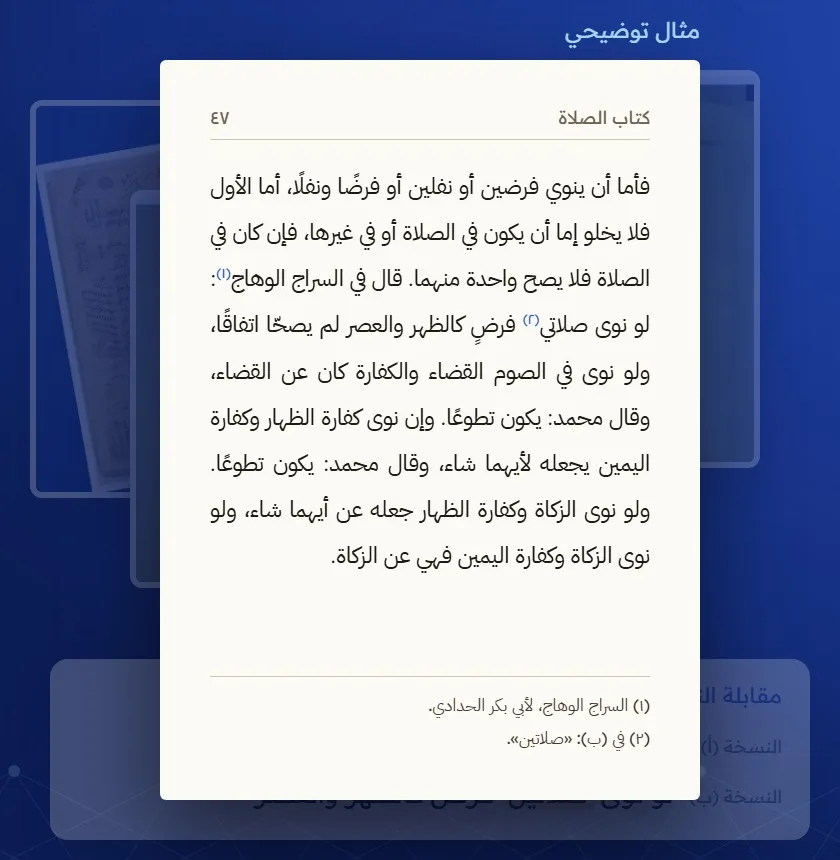 مثال توضيحي
كتاب الصلاة ٤٧
فأما أن ينوي فرضين أو نفلين أو فرضًا ونفلًا، أما الأول
فلا يخلو إما أن يكون في الصلاة أو في غيرها، فإن كان في
الصلاة فلا يصح واحدة منهما. قال في السراج الوهاج(١):
لو نوى صلاتي(٢) فرضٍ كالظهر والعصر لم يصحّا اتفاقًا،
ولو نوى في الصوم القضاء والكفارة كان عن القضاء،
وقال محمد: يكون تطوعًا. وإن نوى كفارة الظهار وكفارة
اليمين يجعله لأيهما شاء، وقال محمد: يكون تطوعًا.
ولو نوى الزكاة وكفارة الظهار جعله عن أيهما شاء، ولو
نوى الزكاة وكفارة اليمين فهي عن الزكاة.
(١) السراج الوهاج، لأبي بكر الحدادي.
(٢) في (ب): «صلاتين».
مقابلة
النسخة (أ)
النسخة (ب)